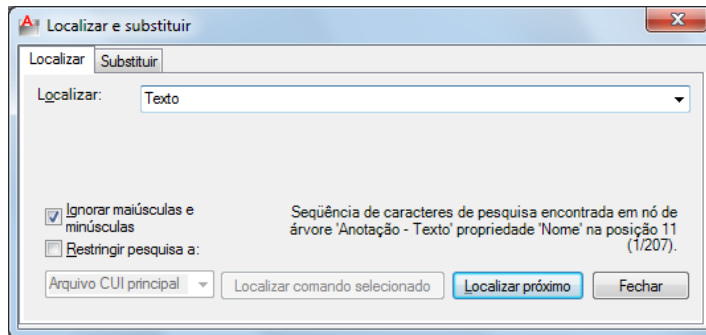 Localizar e substituir
Localizar Substituir
Localizar: Texto
Ignorar maiúsculas e
minúsculas
Seqüência de caracteres de pesquisa encontrada em nó de
árvore 'Anotação - Texto' propriedade 'Nome' na posição 11
(1/207).
Restringir pesquisa a:
Arquivo CUI principal Localizar comando selecionado Localizar próximo Fechar